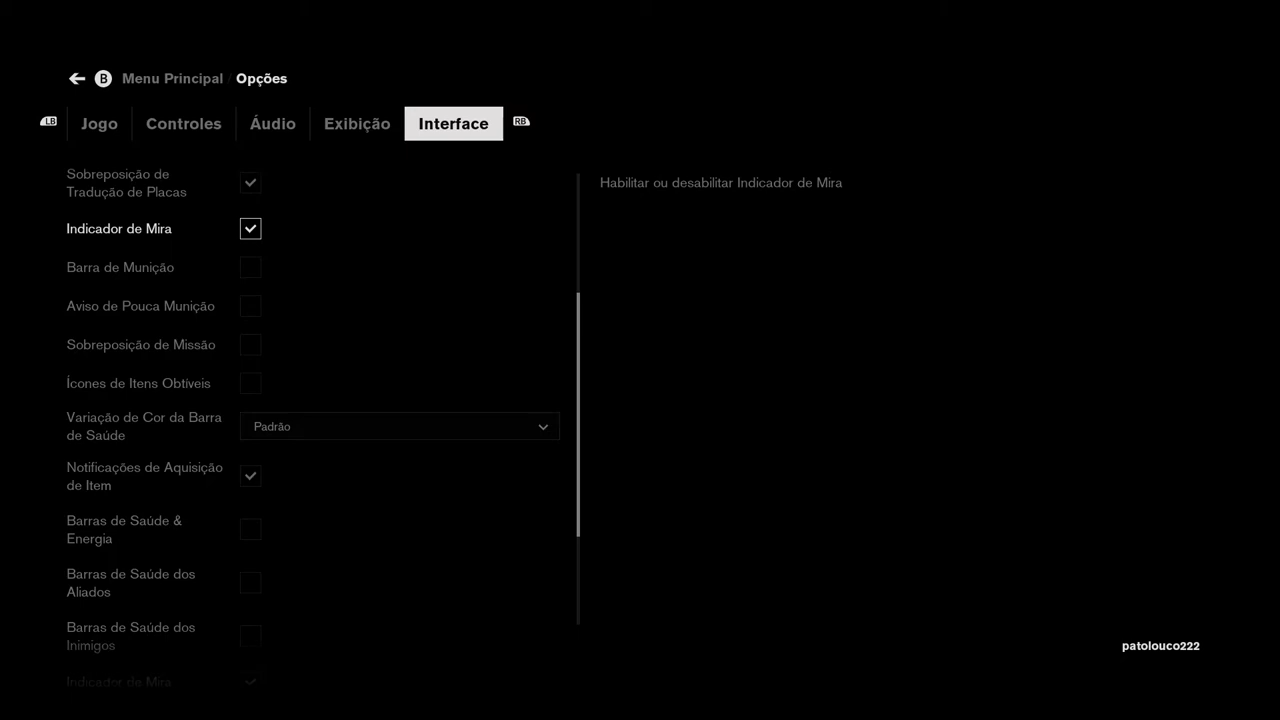 B Menu Principal / Opções
LB Jogo Controles Áudio Exibição Interface RB
Sobreposição de
Tradução de Placas
Habilitar ou desabilitar Indicador de Mira
Indicador de Mira
Barra de Munição
Aviso de Pouca Munição
Sobreposição de Missão
Ícones de Itens Obtíveis
Variação de Cor da Barra
de Saúde
Padrão
Notificações de Aquisição
de Item
Barras de Saúde &
Energia
Barras de Saúde dos
Aliados
Barras de Saúde dos
Inimigos
patolouco222
Indicador de Mira